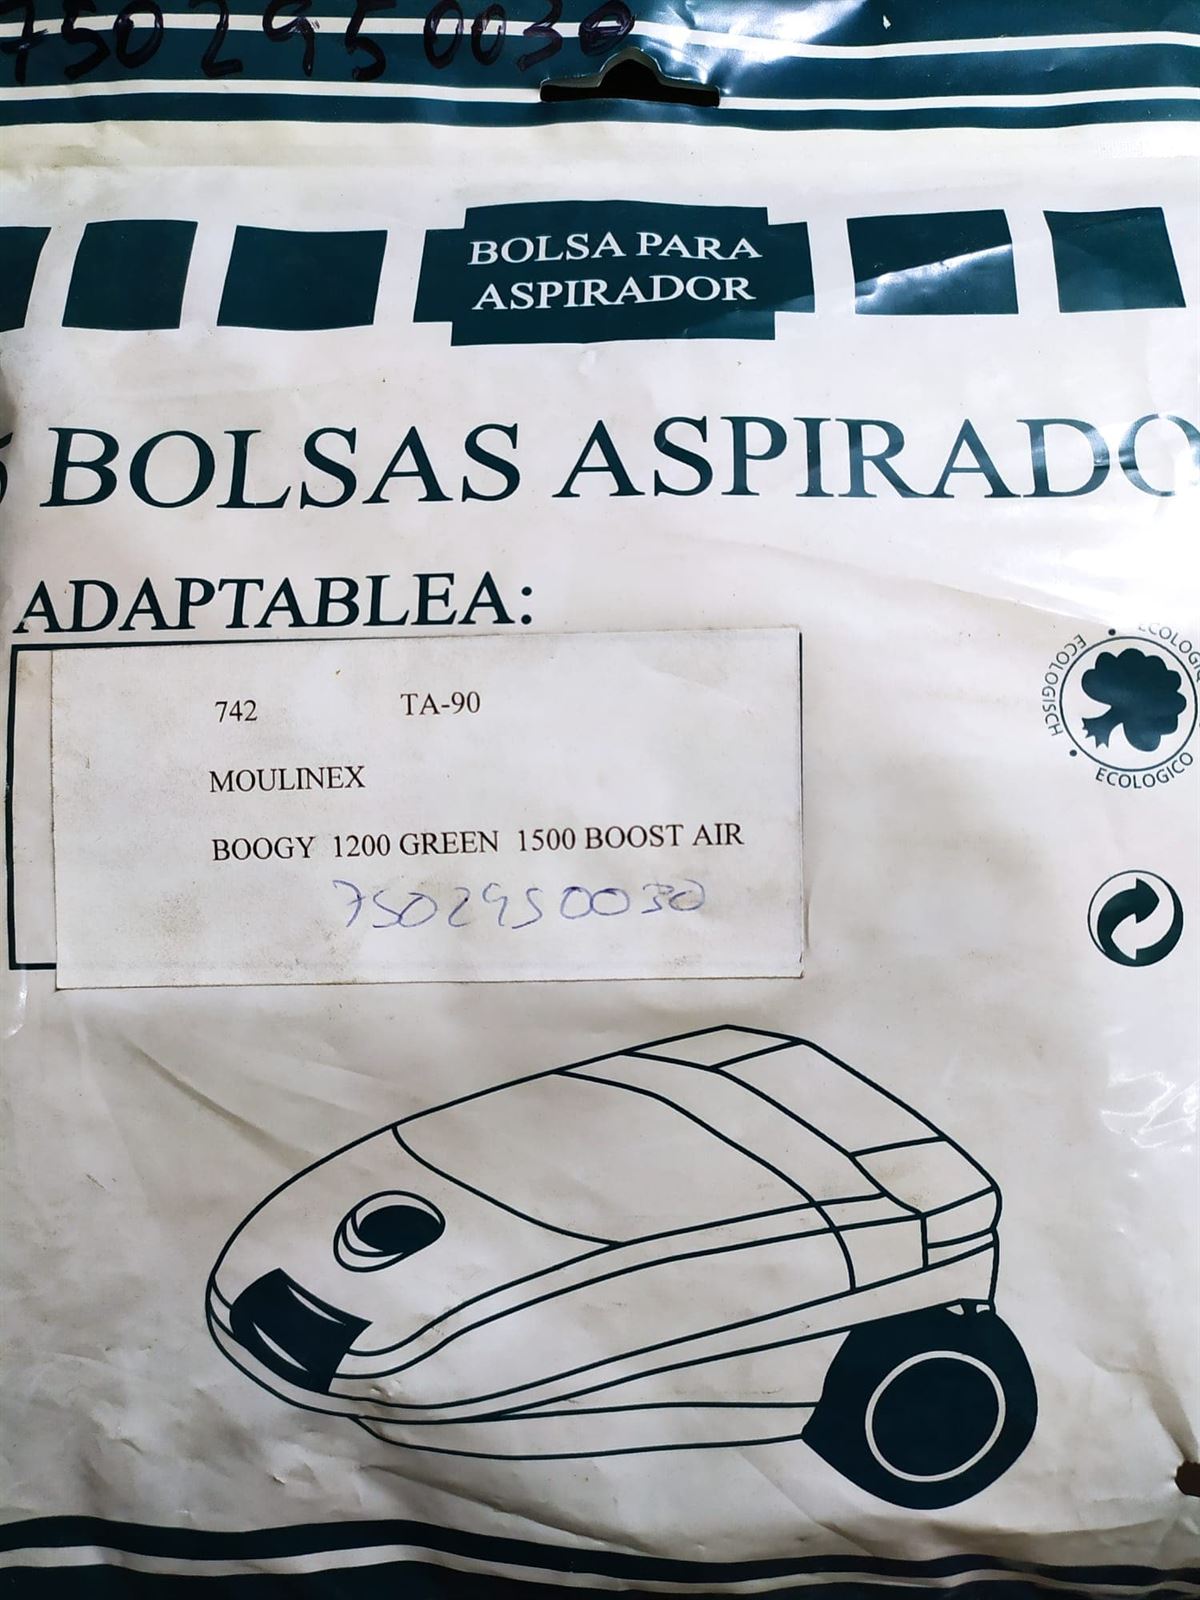 7502950030
BOLSA PARA
ASPIRADOR
BOLSAS ASPIRADO
ADAPTABLEA:
742 TA-90
MOULINEX
BOOGY 1200 GREEN 1500 BOOST AIR
7502950030
ECOLOGISCH
ECOLOGICO